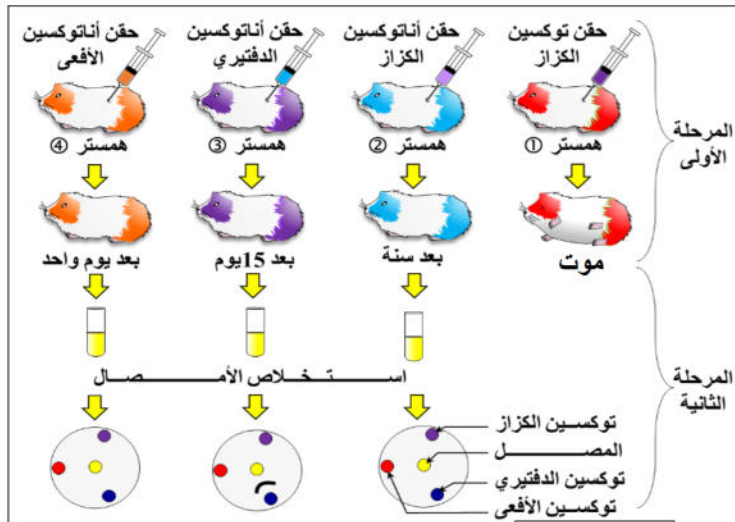 حقن توكسين
الكزاز
حقن أناتوكسين
الكزاز
حقن أناتوكسين
الدفتيري
حقن أناتوكسين
الأفعى
همستر ①
همستر ②
همستر ③
همستر ④
المرحلة
الأولى
موت
بعد سنة
بعد 15يوم
بعد يوم واحد
استخلاص الأمصال
المرحلة
الثانية
توكسين الكزاز
المصل
توكسين الدفتيري
توكسين الأفعى